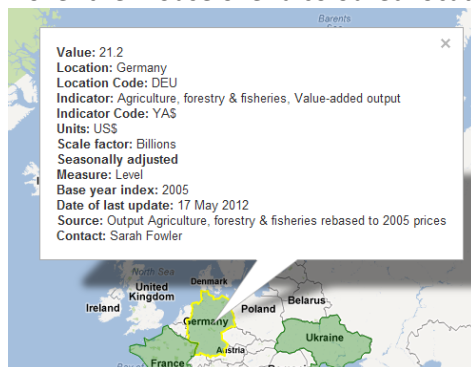 Barents
Value: 21.2
Location: Germany
Location Code: DEU
Indicator: Agriculture, forestry & fisheries, Value-added output
Indicator Code: YA$
Units: US$
Scale factor: Billions
Seasonally adjusted
Measure: Level
Base year index: 2005
Date of last update: 17 May 2012
Source: Output Agriculture, forestry & fisheries rebased to 2005 prices
Contact: Sarah Fowler
North Sea
Denmark
United
Kingdom
Ireland
Belarus
Poland
Germany
Ukraine
Austria
France